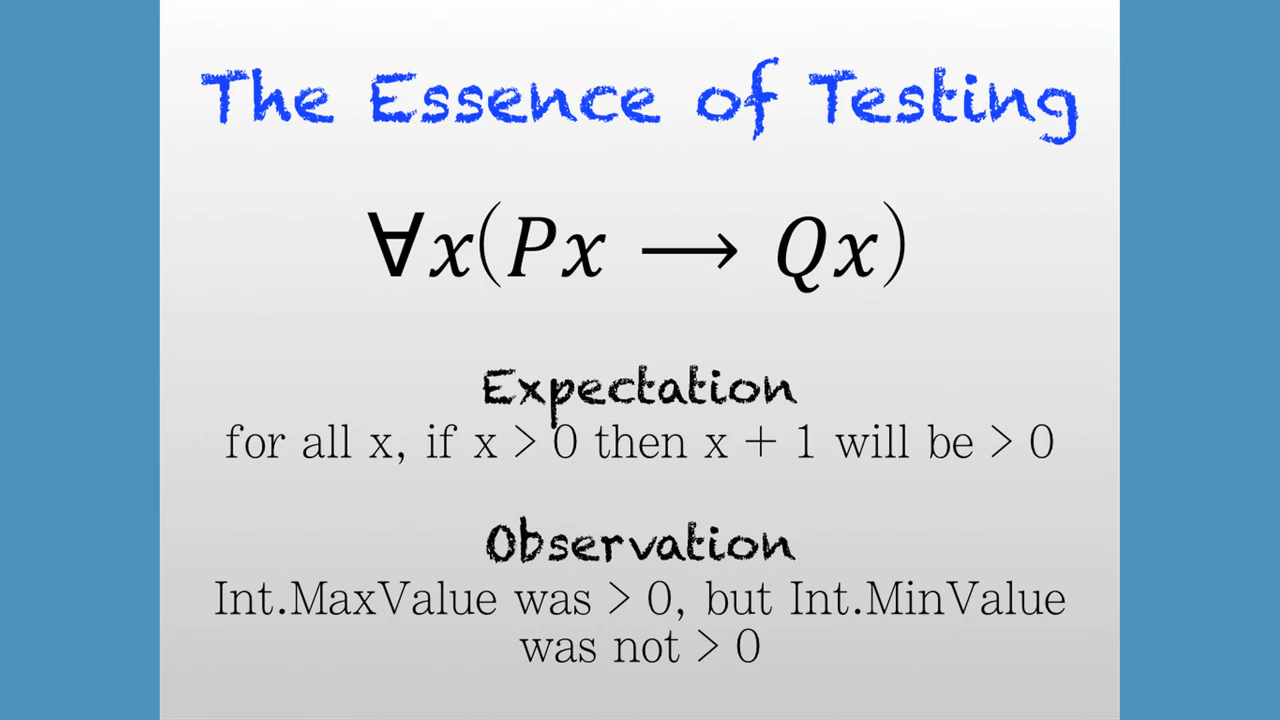 The Essence of Testing
∀x(Px ⟶ Qx)
Expectation
for all x, if x > 0 then x + 1 will be > 0
Observation
Int.MaxValue was > 0, but Int.MinValue
was not > 0